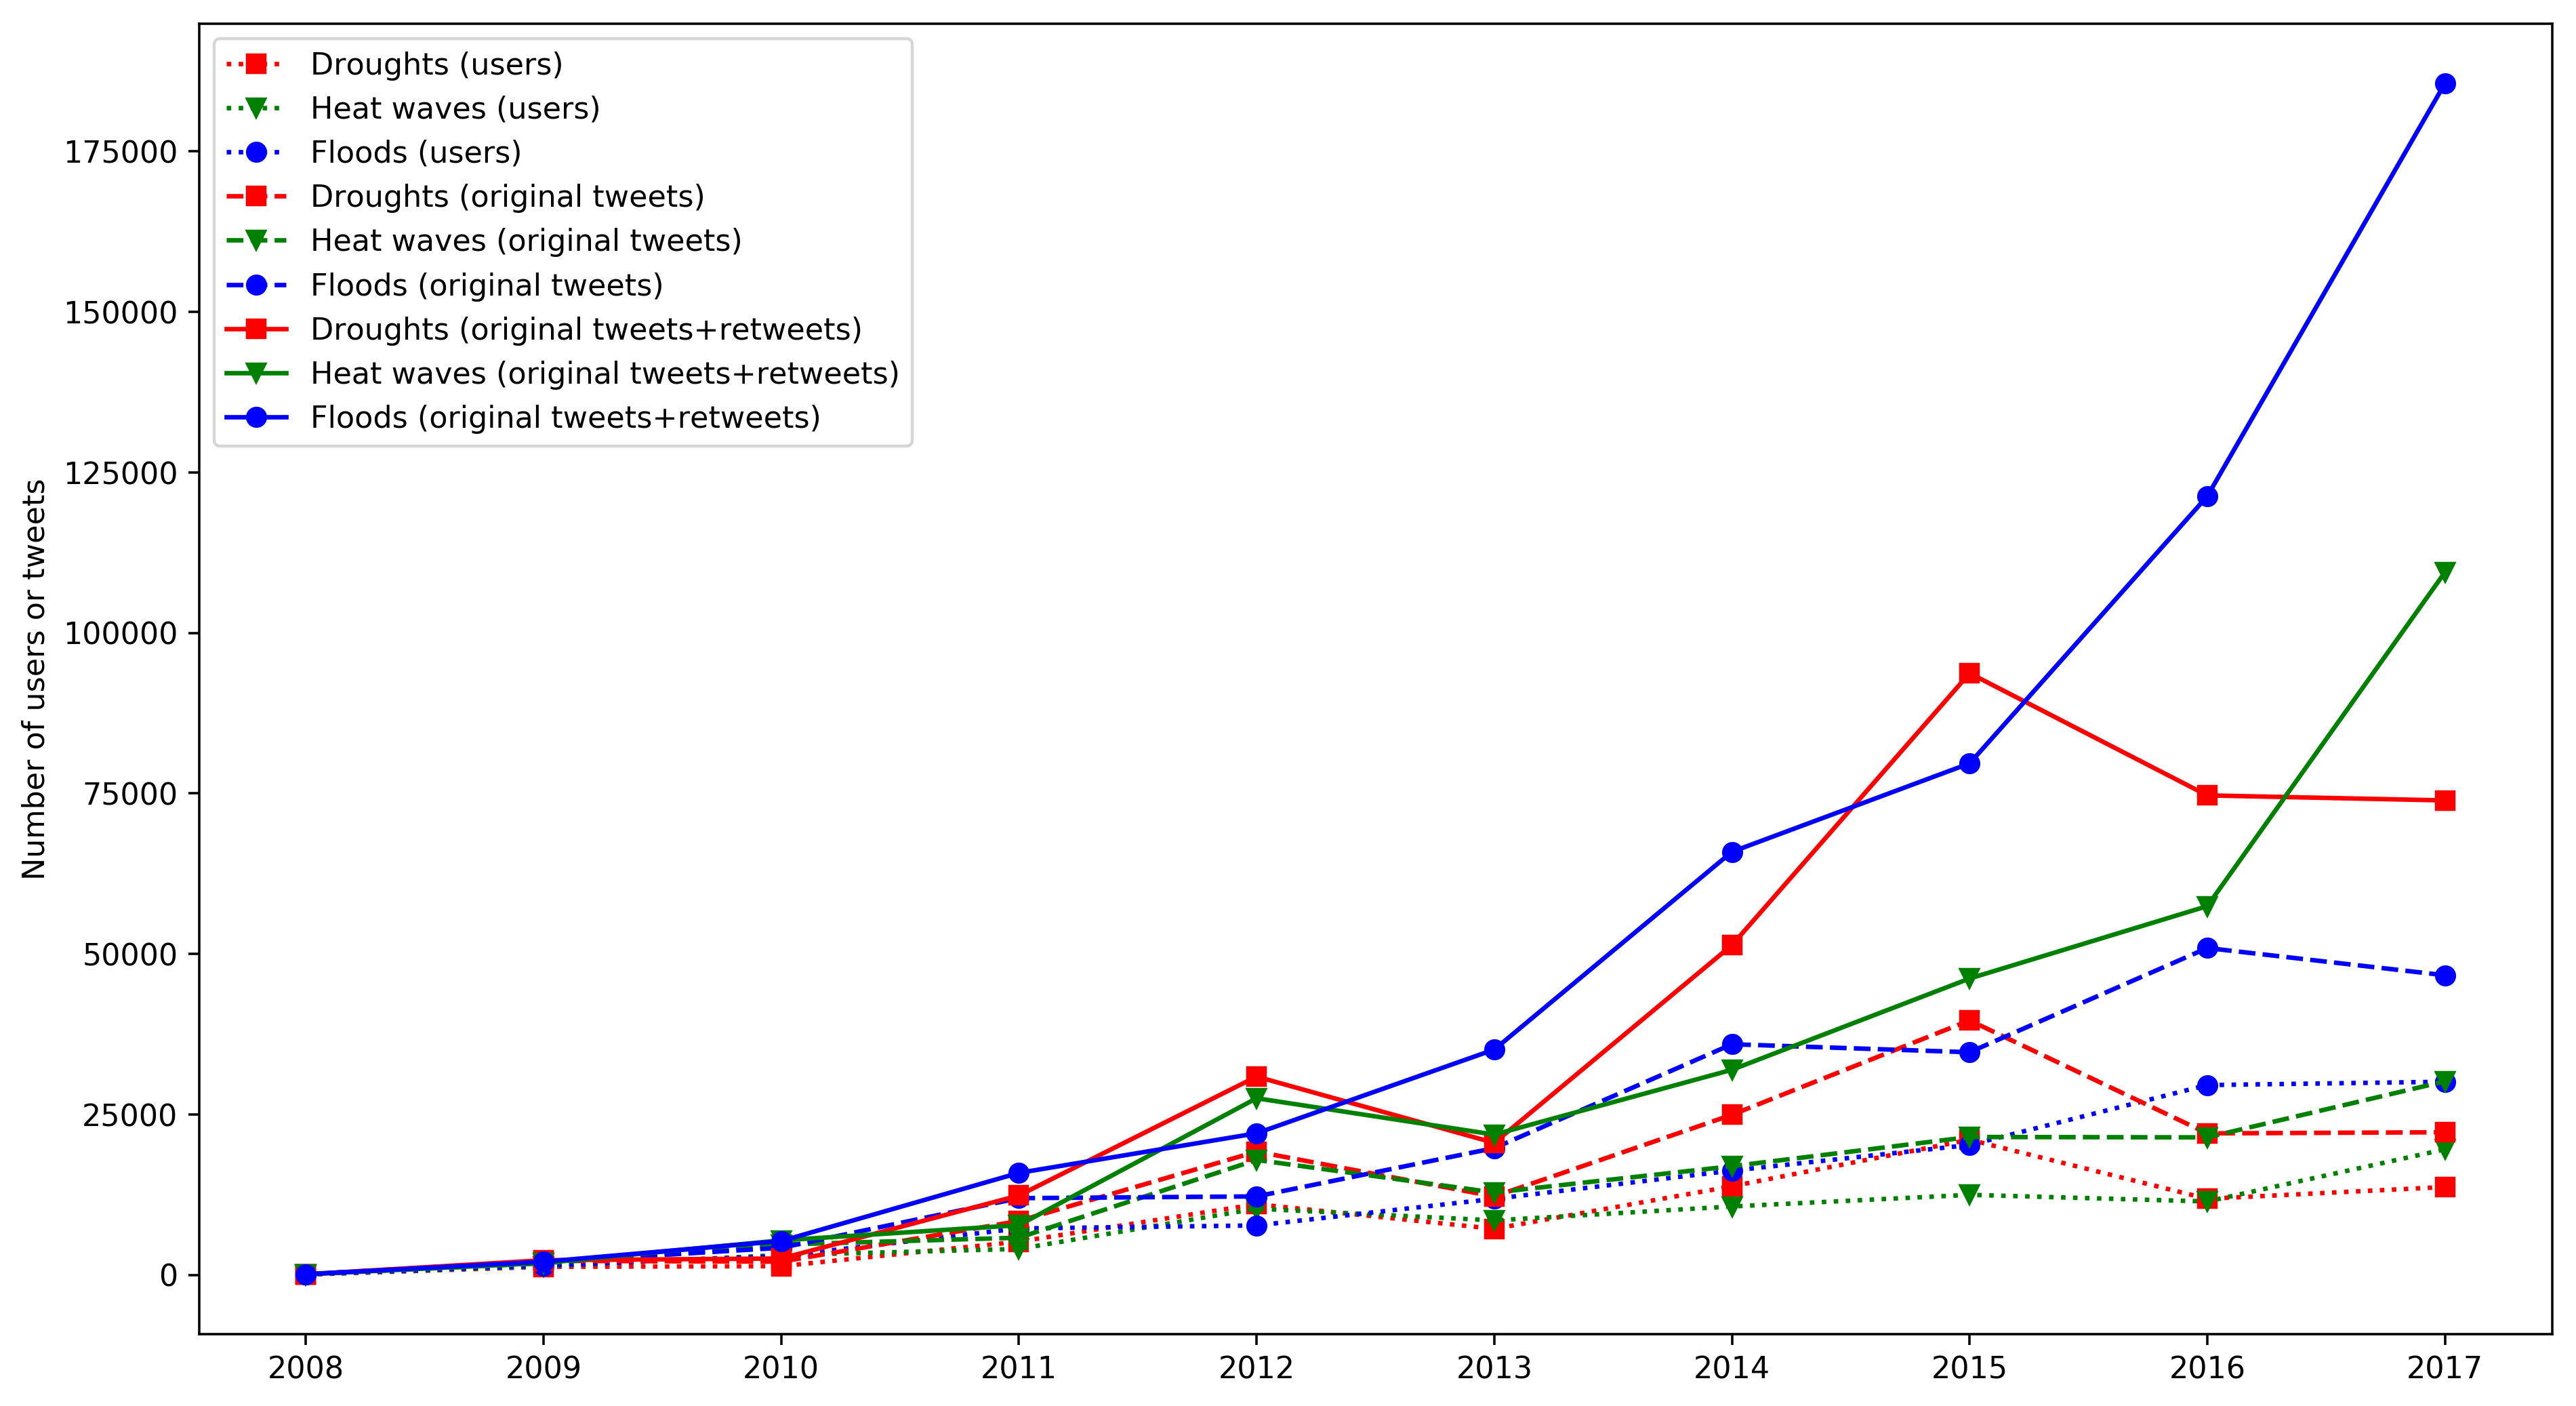 Droughts (users)
Heat waves (users)
Floods (users)
Droughts (original tweets)
Heat waves (original tweets)
Floods (original tweets)
Droughts (original tweets+retweets)
Heat waves (original tweets+retweets)
Floods (original tweets+retweets)
Number of users or tweets
175000
150000
125000
100000
75000
50000
25000
0
2008 2009 2010 2011 2012 2013 2014 2015 2016 2017